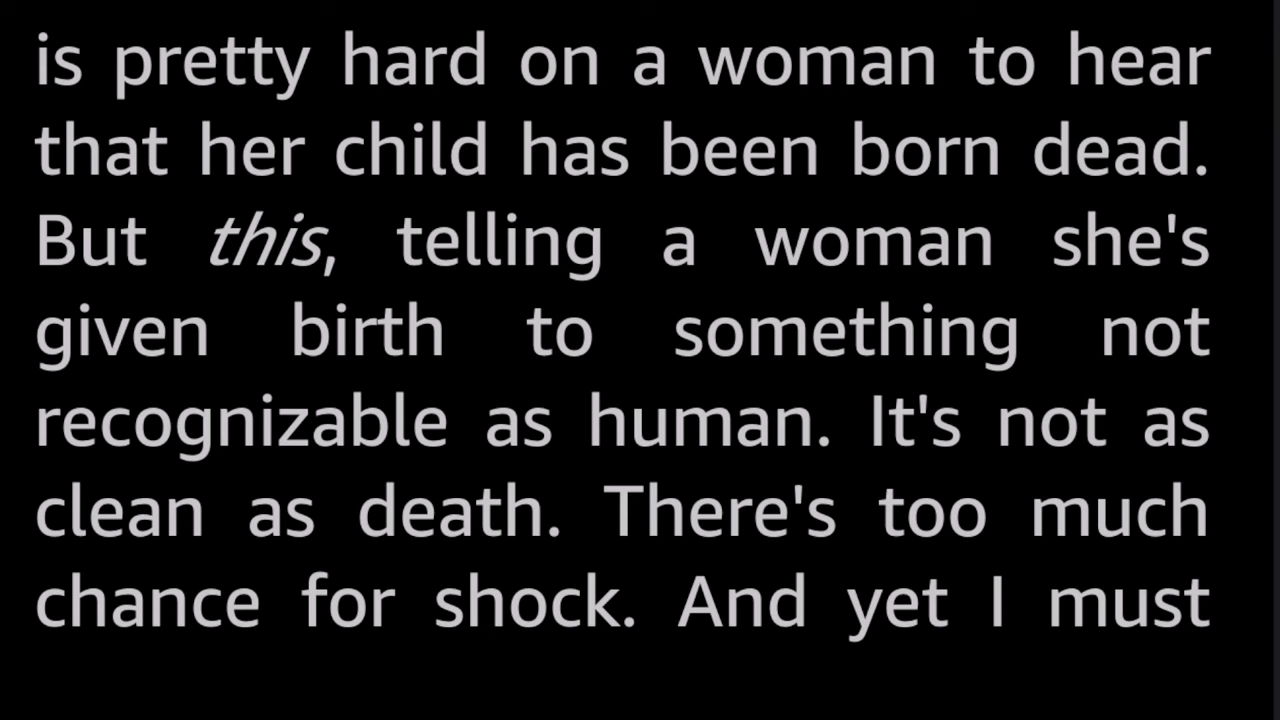 is pretty hard on a woman to hear
that her child has been born dead.
But this, telling a woman she's
given birth to something not
recognizable as human. It's not as
clean as death. There's too much
chance for shock. And yet I must